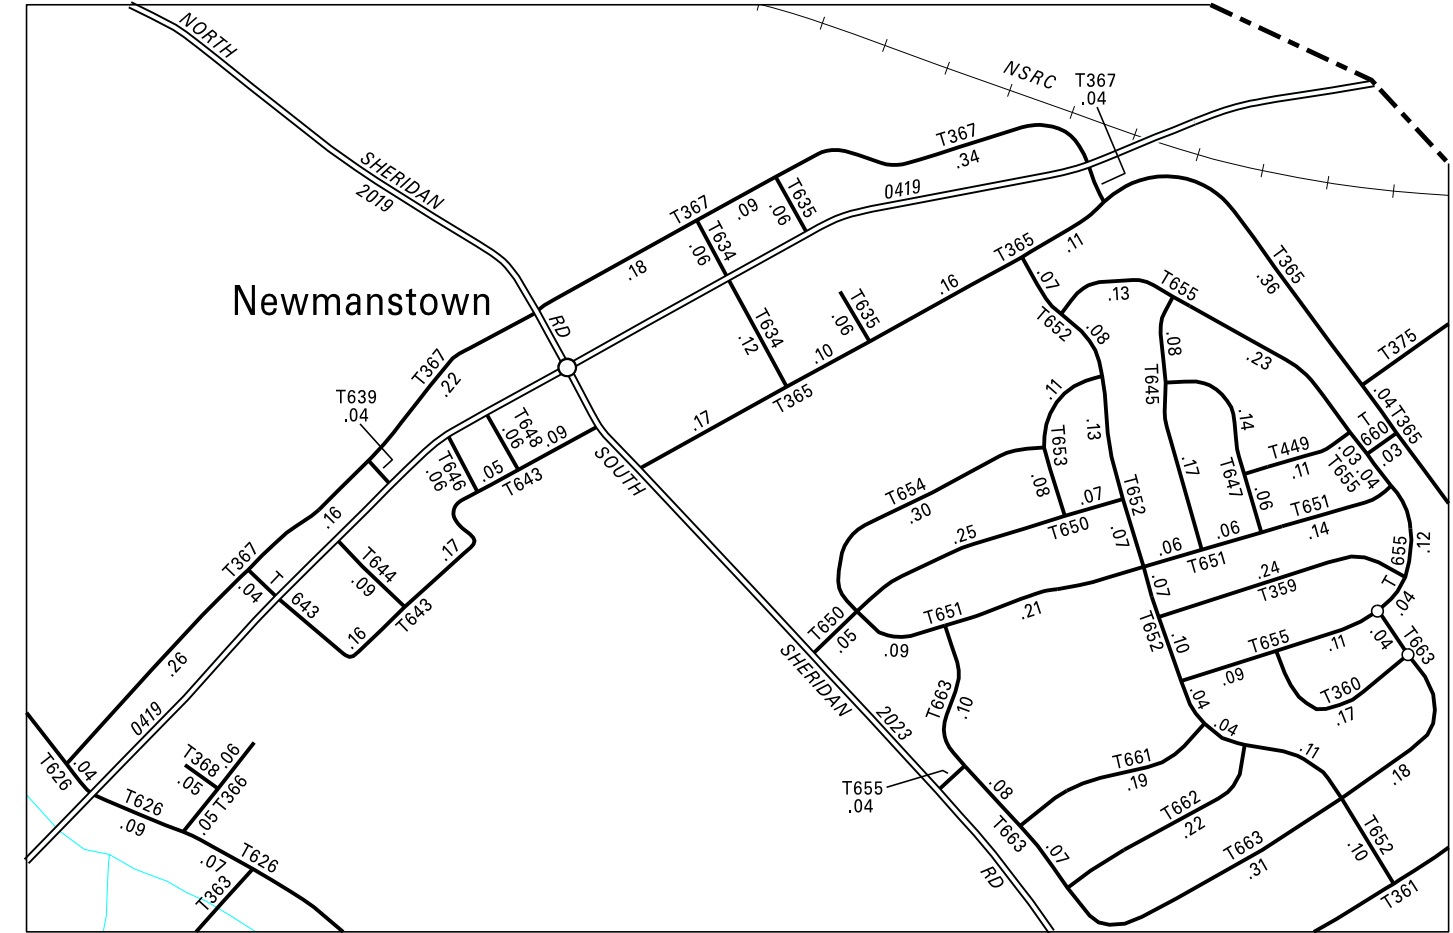 NORTH
NSRC
T367
.04
T367
.34
SHERIDAN
2019
0419
T635
.06
.09
T367
T634
.06
.18
T365
.11
T365
.36
.07
.16
T655
.13
Newmanstown
RD
T635
.06
T634
.12
T652
.08
.08
.23
T375
.10
T367
.22
T639
.04
T365
.17
.11
T645
.04
T365
T648
.06
.09
.13
.14
T
660
T449
.11
.03
.03
T646
.06
.05
T643
SOUTH
T653
.08
.17
T647
.06
T655
.04
T654
.30
.07
T650
T652
T651
.14
.16
.25
.07
.06
.06
T651
.12
T655
T367
.04
T
643
T644
.09
.17
T643
.16
.24
T359
.07
.04
T651
.21
T650
.05
.09
T652
.10
T655
.11
.04
T663
.09
T360
.17
.26
SHERIDAN
2023
T663
.10
.04
.04
0419
T626
.04
T368
.05
.06
T366
.05
T626
.09
T655
.04
T661
.19
.11
.18
.08
T662
.22
T663
T663
.31
T652
.10
.07
.07
T626
T363
RD
T361